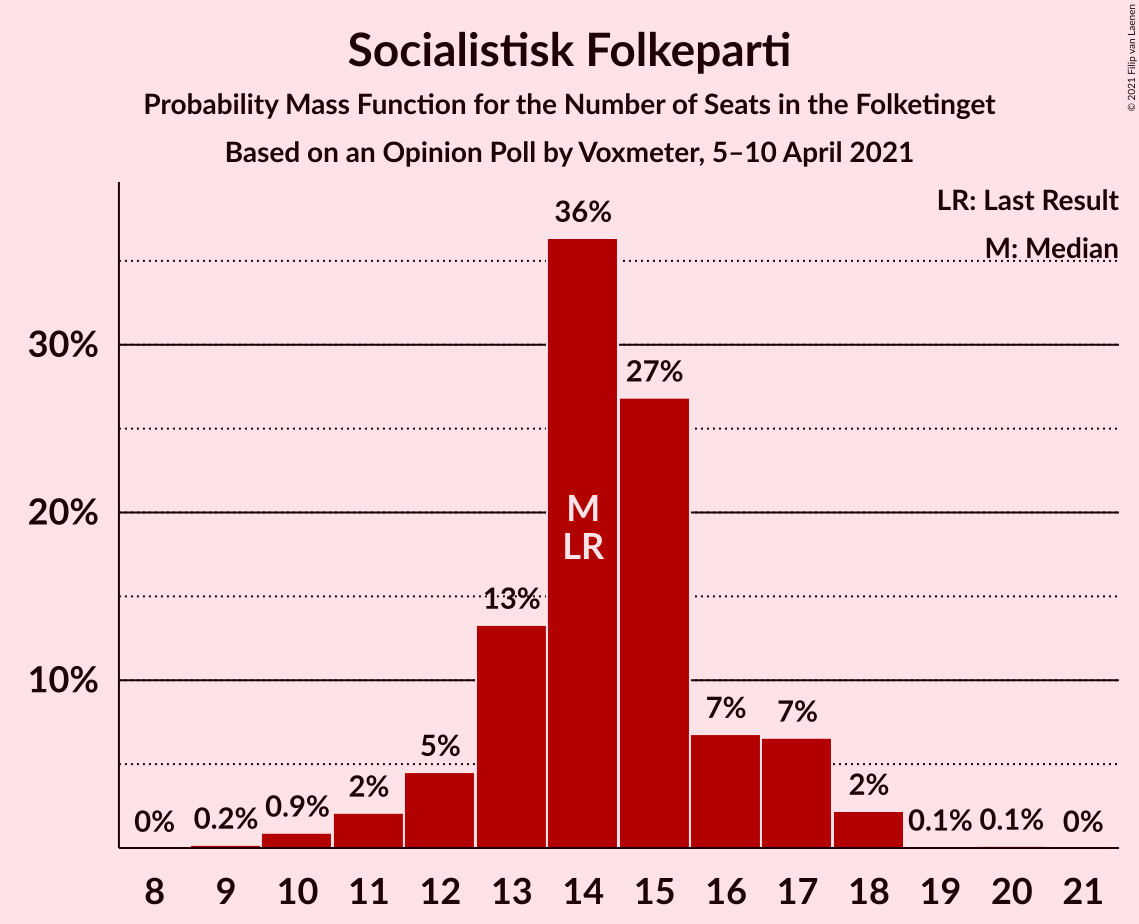 Socialistisk Folkeparti
Probability Mass Function for the Number of Seats in the Folketinget
Based on an Opinion Poll by Voxmeter, 5–10 April 2021
© 2021 Filip van Laenen
LR: Last Result
M: Median
30%
20%
10%
0%
0.2%
0.9%
2%
5%
13%
36%
27%
7%
7%
2%
0.1%
0.1%
0%
M
LR
8 9 10 11 12 13 14 15 16 17 18 19 20 21